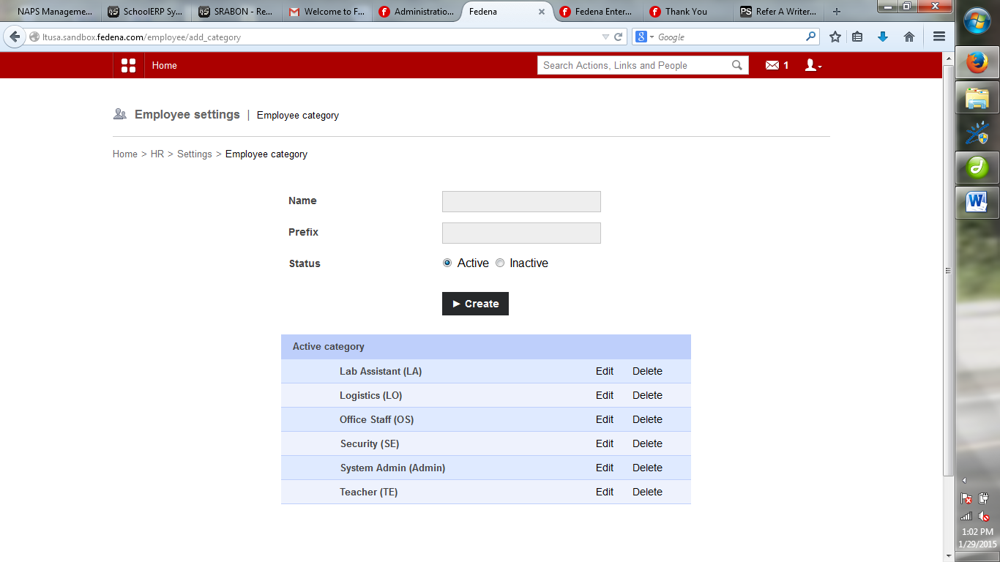 NAPS Manageme...
SchoolERP Sy...
SRABON - Re...
Welcome to F...
Administratio...
Fedena
Fedena Enter...
Thank You
PS Refer A Writer...
ltusa.sandbox.fedena.com/employee/add_category
8 Google
Home
Search Actions, Links and People
1
Employee settings | Employee category
Home > HR > Settings > Employee category
Name
Prefix
Status Active Inactive
Create
Active category
Lab Assistant (LA) Edit Delete
Logistics (LO) Edit Delete
Office Staff (OS) Edit Delete
Security (SE) Edit Delete
System Admin (Admin) Edit Delete
Teacher (TE) Edit Delete
1:02 PM
1/29/2015